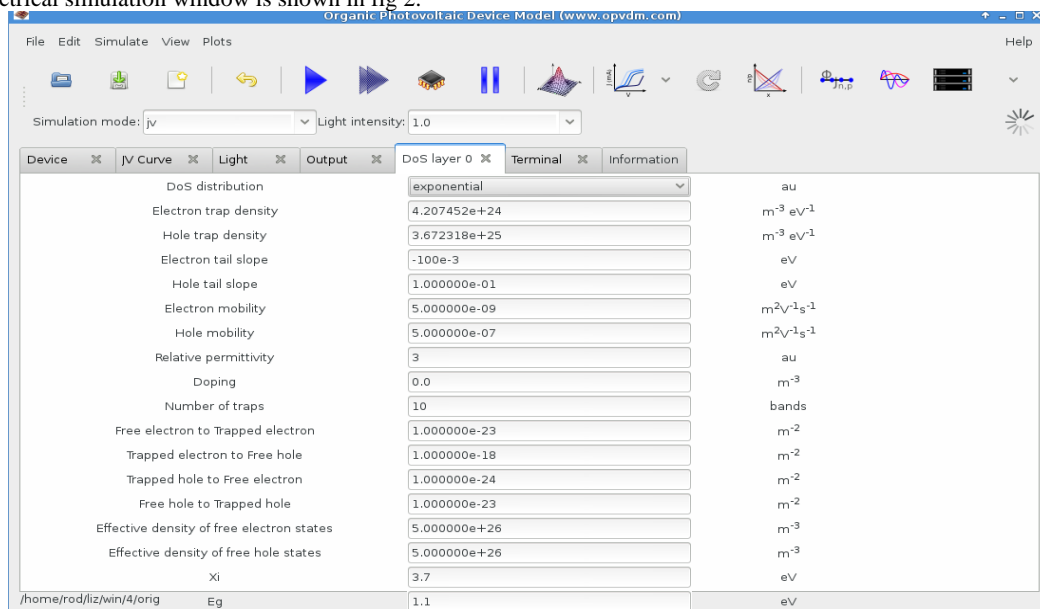 ectrical simulation window is shown in fig 2.
Organic Photovoltaic Device Model (www.opvdm.com)
File Edit Simulate View Plots Help
Simulation mode: jv Light intensity: 1.0
Device JV Curve Light Output DoS layer 0 Terminal Information
DoS distribution exponential au
Electron trap density 4.207452e+24 m-3 eV-1
Hole trap density 3.672318e+25 m-3 eV-1
Electron tail slope -100e-3 eV
Hole tail slope 1.000000e-01 eV
Electron mobility 5.000000e-09 m2V-1s-1
Hole mobility 5.000000e-07 m2V-1s-1
Relative permittivity 3 au
Doping 0.0 m-3
Number of traps 10 bands
Free electron to Trapped electron 1.000000e-23 m-2
Trapped electron to Free hole 1.000000e-18 m-2
Trapped hole to Free electron 1.000000e-24 m-2
Free hole to Trapped hole 1.000000e-23 m-2
Effective density of free electron states 5.000000e+26 m-3
Effective density of free hole states 5.000000e+26 m-3
Xi 3.7 eV
/home/rod/liz/win/4/orig Eg 1.1 eV